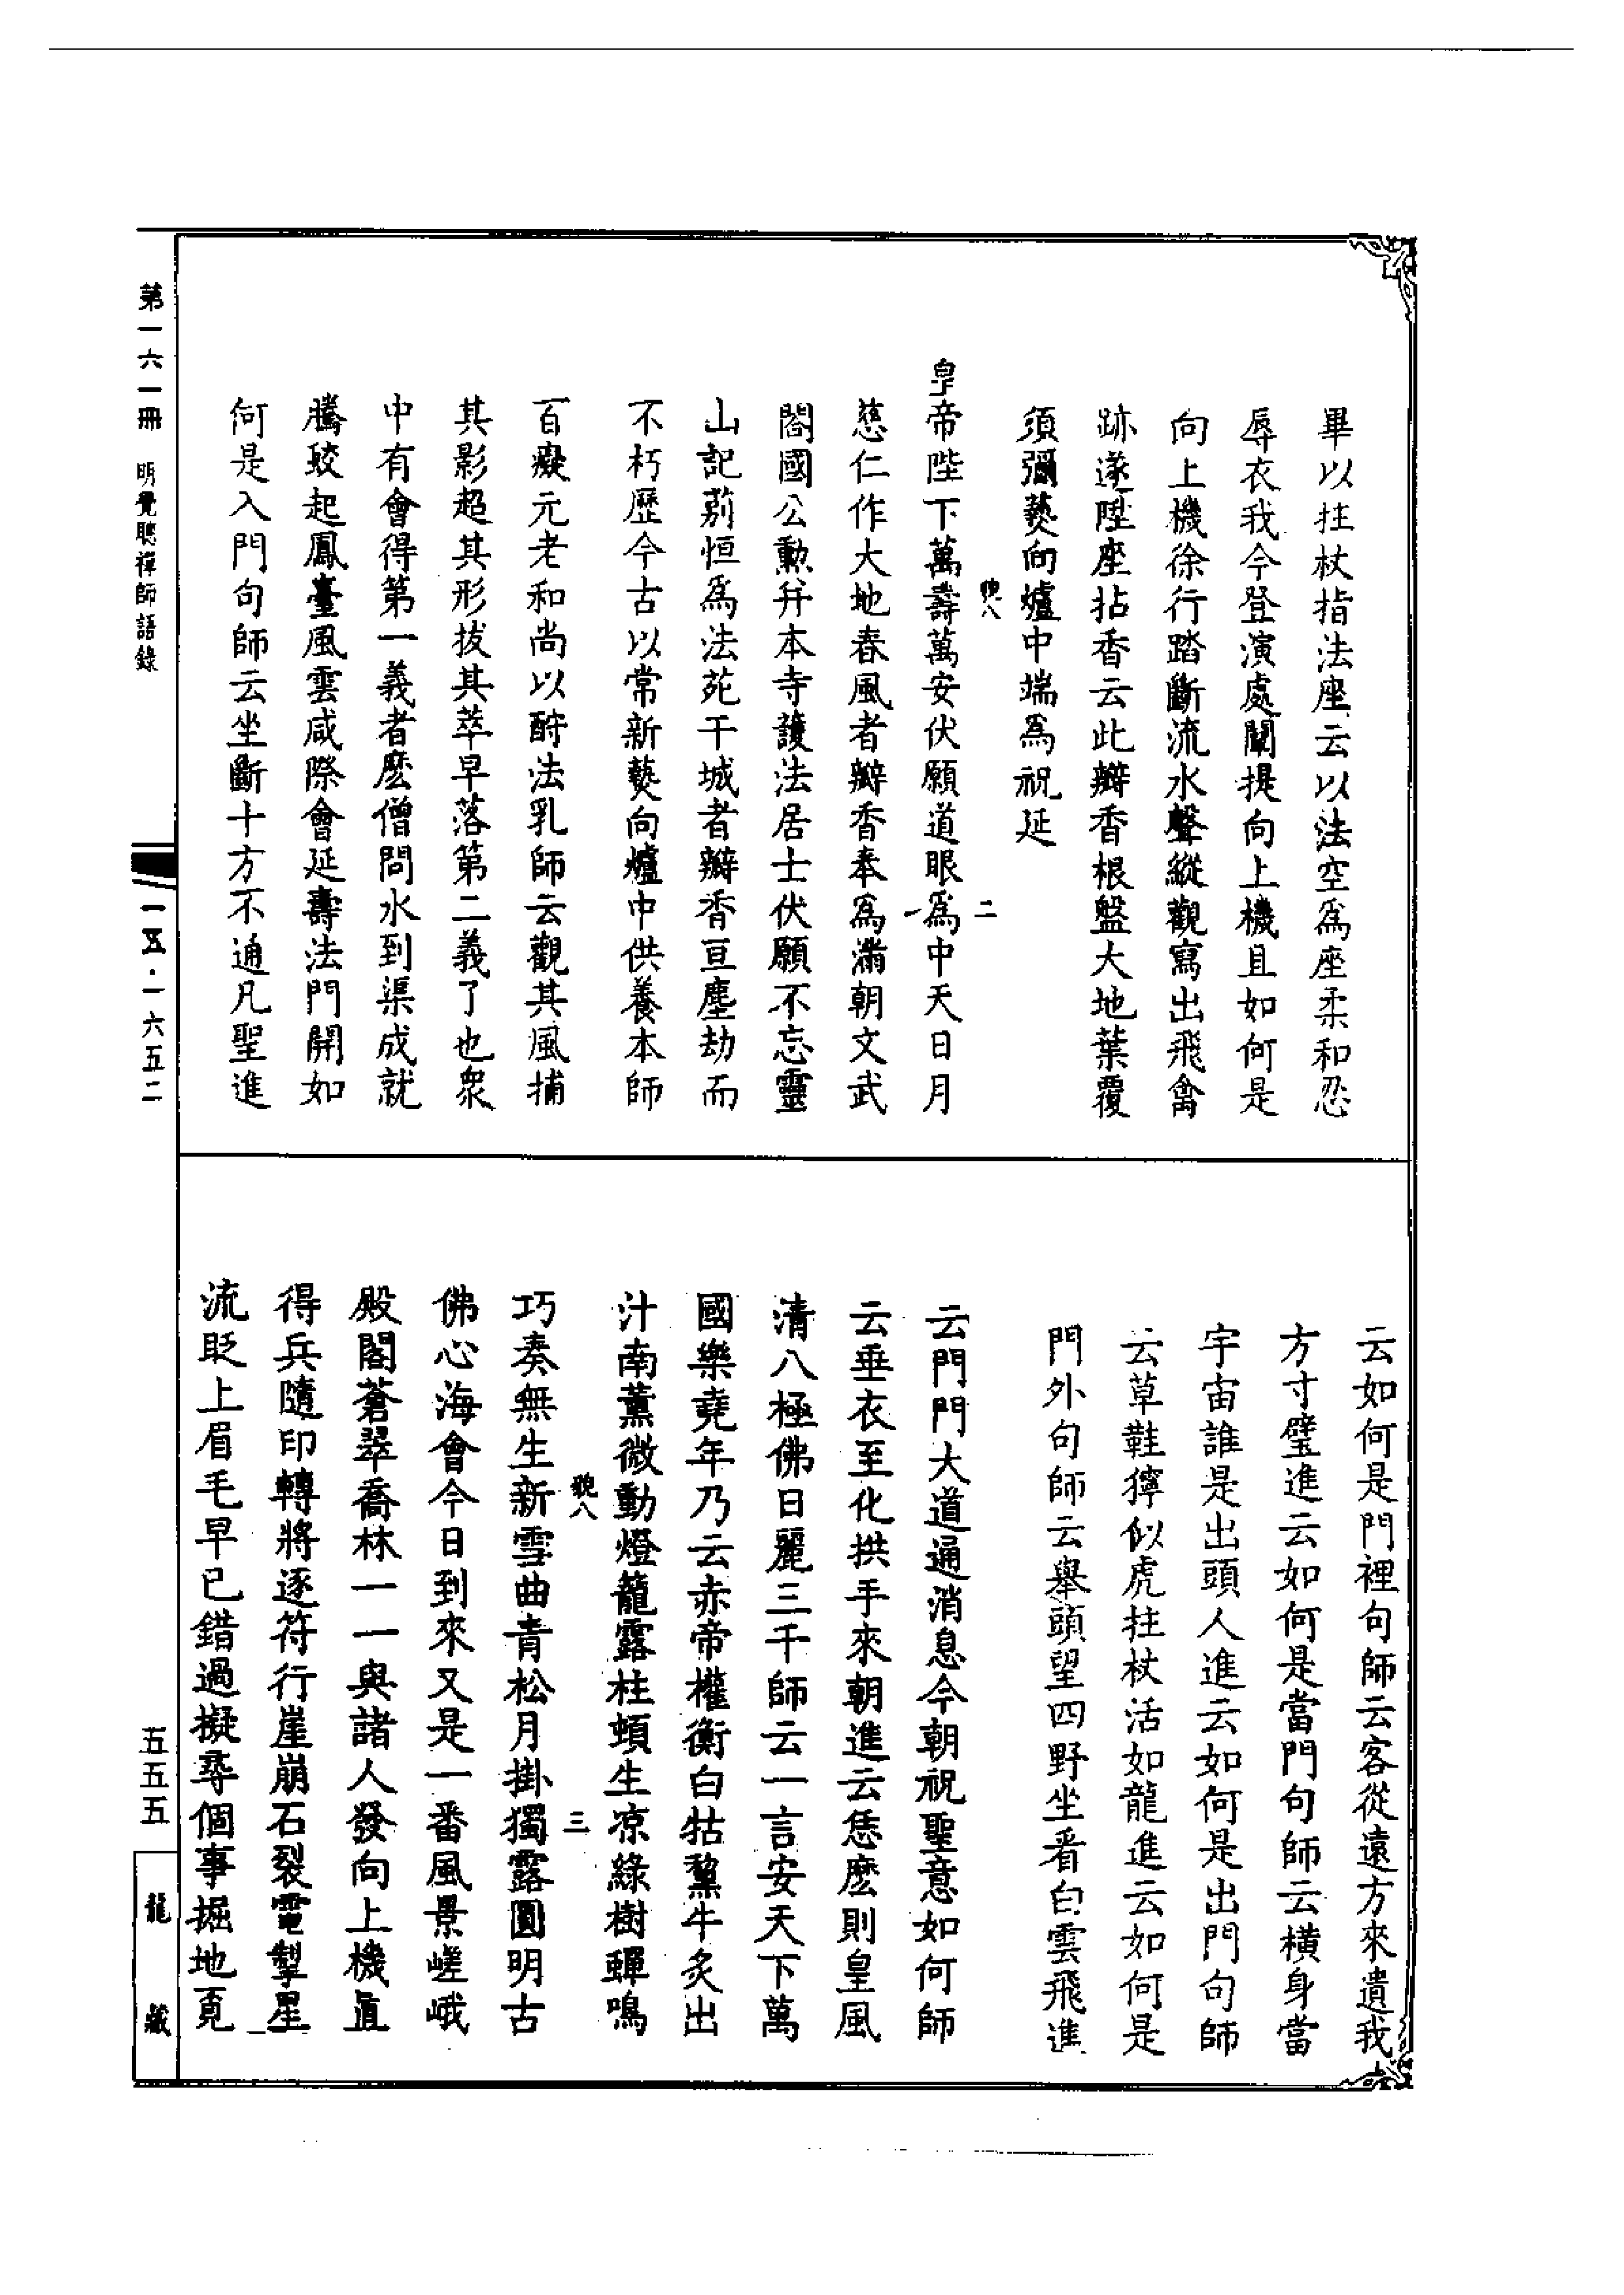 畢以拄杖指法座云以法空爲座柔和忍
辱衣我今登演處闡提向上機且如何是
向上機徐行踏斷流水聲縱觀寫出飛禽
跡遂陞座拈香云此瓣香根盤大地葉覆
須彌爇向爐中端爲祝延
二
皇帝陛下萬壽萬安伏願道眼爲中天日月
慈仁作大地春風者瓣香奉爲滿朝文武
閤國公勲并本寺護法居士伏願不忘靈
山記莂恒爲法苑干城者瓣香亘塵劫而
不朽歷今古以常新爇向爐中供養本師
百癡元老和尚以酧法乳師云觀其風捕
其影超其形拔其萃早落第二義了也衆
中有會得第一義者麽僧問水到渠成就
騰蛟起鳳臺風雲咸際會延壽法門開如
何是入門句師云坐斷十方不通凡聖進
云如何是門裡句師云客從遠方來遺我
方寸璧進云如何是當門句師云橫身當
宇宙誰是出頭人進云如何是出門句師
云草鞋獰似虎拄杖活如龍進云如何是
門外句師云舉頭望四野坐看白雲飛進
云門門大道通消息今朝祝聖意如何師
云垂衣至化拱手來朝進云恁麽則皇風
清八極佛日麗三千師云一言安天下萬
國樂堯年乃云赤帝權衡白牯黧牛炙出
汁南薰微動燈籠露柱頓生凉綠樹蟬鳴
三
巧奏無生新雪曲青松月掛獨露圓明古
佛心海會今日到來又是一番風景嵯峨
殿閣蒼翠喬林一一與諸人發向上機直
得兵隨印轉將逐符行崖崩石裂電掣星
流眨上眉毛早已錯過擬尋個事掘地覔
第一六一冊 明覺聰禪師語錄
一五·一六五二
五五五
龍藏